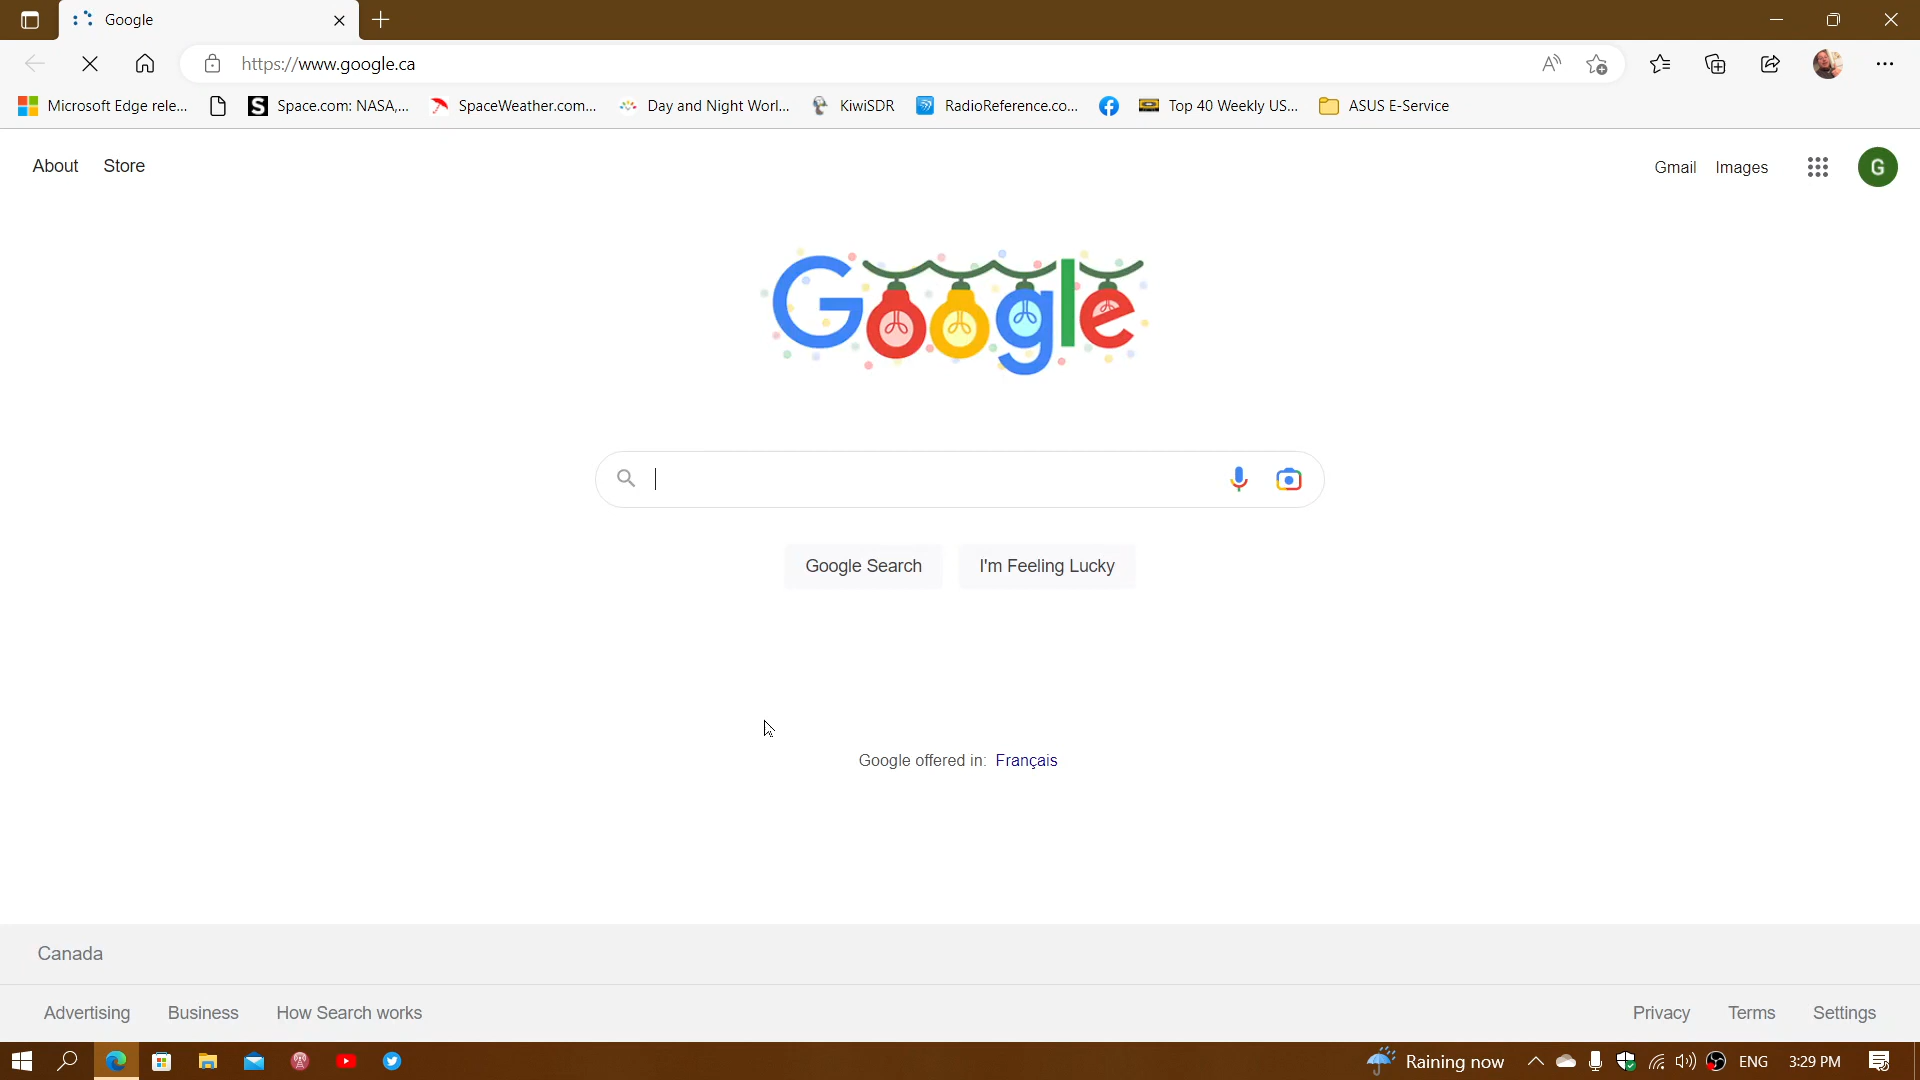 Google
https://www.google.ca
Microsoft Edge rele... Space.com: NASA,... SpaceWeather.com... Day and Night Worl... KiwiSDR RadioReference.co... Top 40 Weekly US... ASUS E-Service
About Store Gmail Images G
Google
Google Search I'm Feeling Lucky
Google offered in: Français
Canada
Advertising Business How Search works Privacy Terms Settings
Raining now ENG 3:29 PM